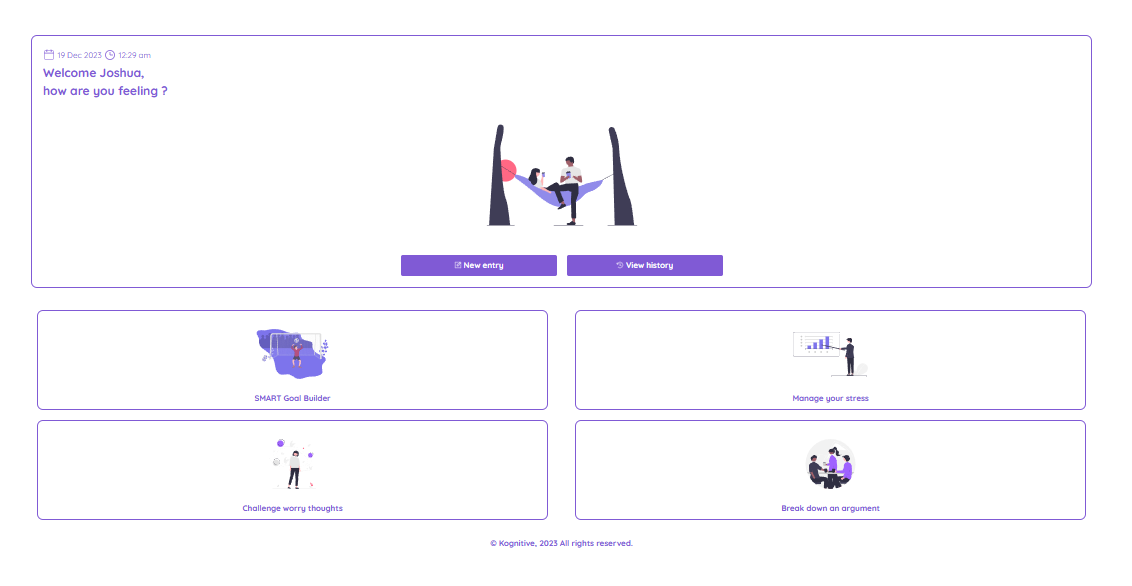 19 Dec 2023 12:29 am
Welcome Joshua,
how are you feeling ?
New entry
View history
SMART Goal Builder
Manage your stress
Challenge worry thoughts
Break down an argument
© Kognitive, 2023 All rights reserved.